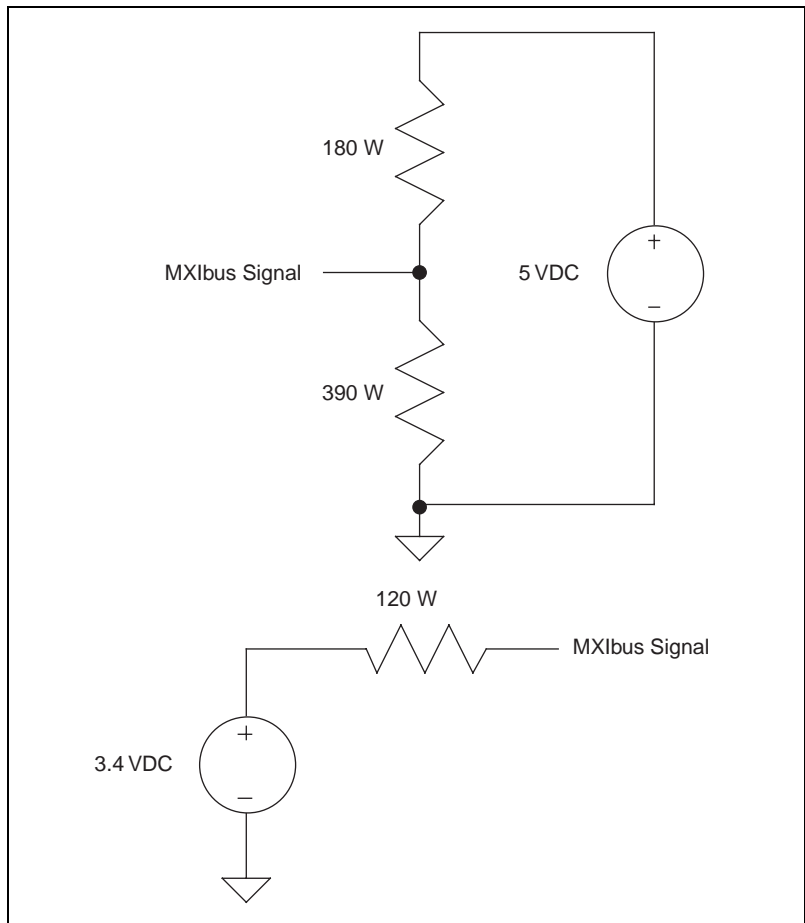 180 W
MXIbus Signal
5 VDC
+
–
390 W
120 W
MXIbus Signal
3.4 VDC
+
–